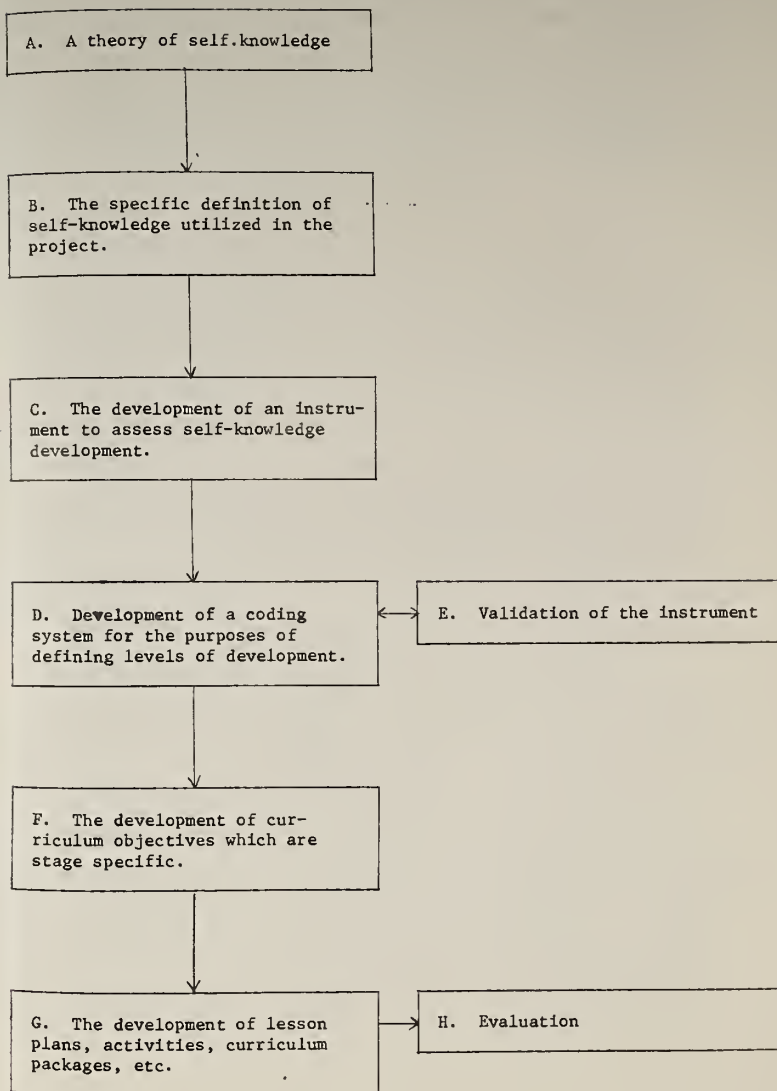 A. A theory of self.knowledge
B. The specific definition of
self-knowledge utilized in the
project.
C. The development of an instru-
ment to assess self-knowledge
development.
D. Development of a coding
system for the purposes of
defining levels of development.
E. Validation of the instrument
F. The development of cur-
riculum objectives which are
stage specific.
G. The development of lesson
plans, activities, curriculum
packages, etc.
H. Evaluation